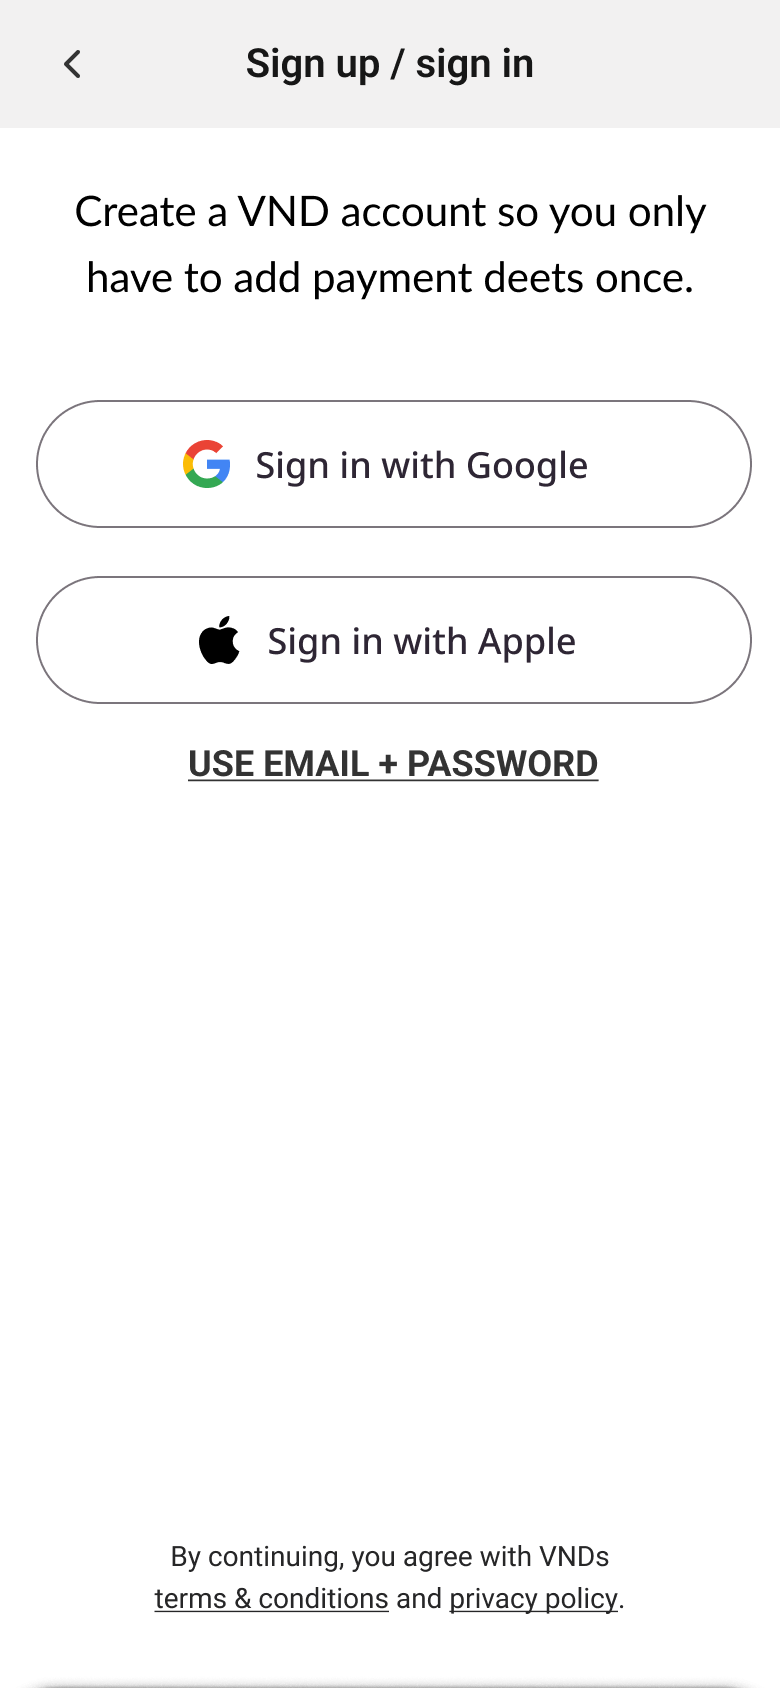 Sign up / sign in
Create a VND account so you only
have to add payment deets once.
Sign in with Google
Sign in with Apple
USE EMAIL + PASSWORD
By continuing, you agree with VNDs
terms & conditions and privacy policy.